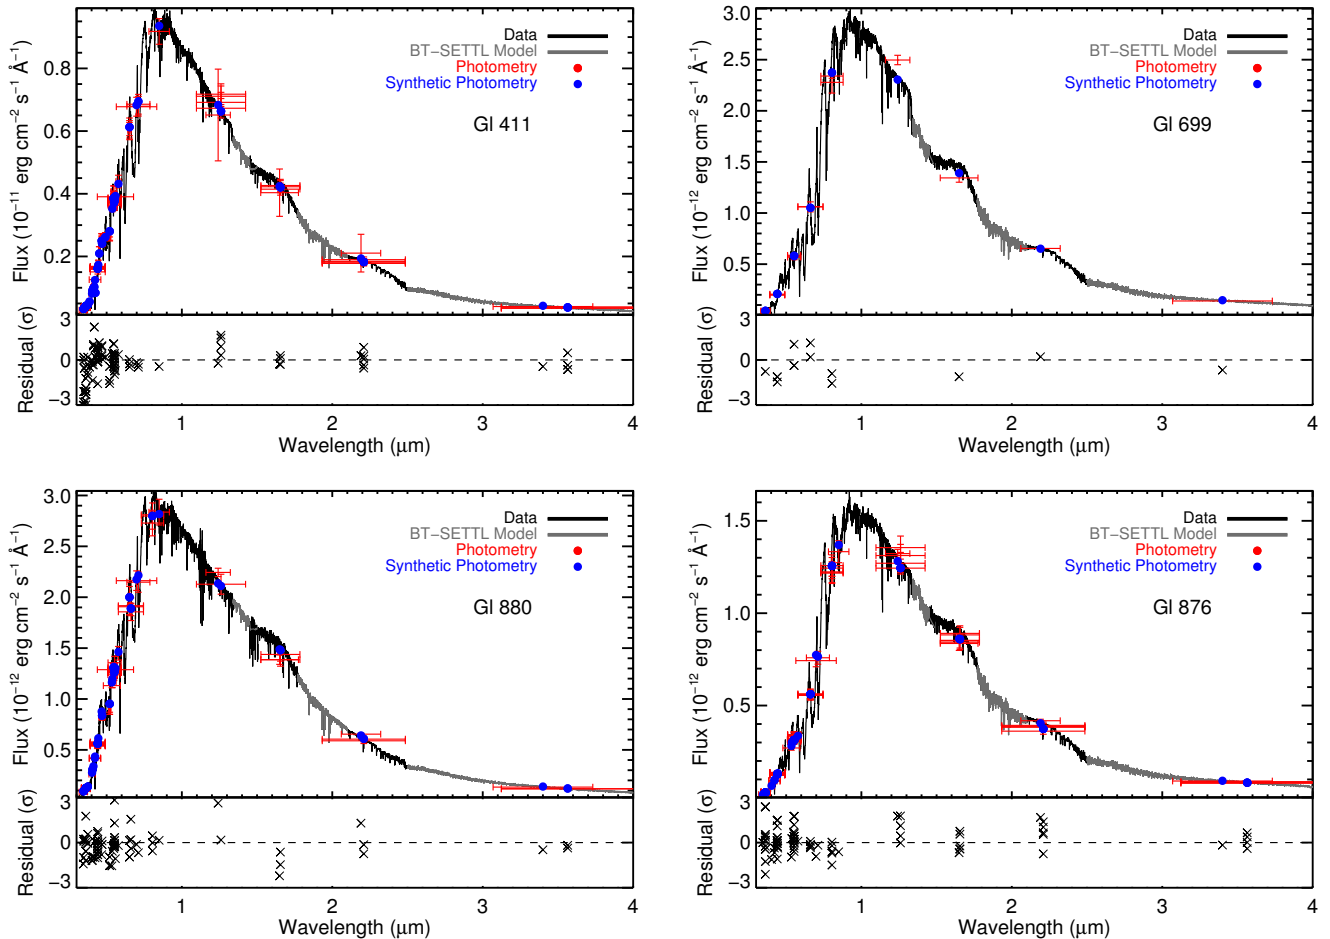 Flux (10−11 erg cm−2 s−1 Å−1)
0.8
0.6
0.4
0.2
Data
BT−SETTL Model
Photometry
Synthetic Photometry
Gl 411
Residual (σ)
3
0
−3
1
2
3
4
Wavelength (μm)
Flux (10−12 erg cm−2 s−1 Å−1)
3.0
2.5
2.0
1.5
1.0
0.5
Data
BT−SETTL Model
Photometry
Synthetic Photometry
Gl 699
Residual (σ)
3
0
−3
1
2
3
4
Wavelength (μm)
Flux (10−12 erg cm−2 s−1 Å−1)
3.0
2.5
2.0
1.5
1.0
0.5
Data
BT−SETTL Model
Photometry
Synthetic Photometry
Gl 880
Residual (σ)
3
0
−3
1
2
3
4
Wavelength (μm)
Flux (10−12 erg cm−2 s−1 Å−1)
1.5
1.0
0.5
Data
BT−SETTL Model
Photometry
Synthetic Photometry
Gl 876
Residual (σ)
3
0
−3
1
2
3
4
Wavelength (μm)